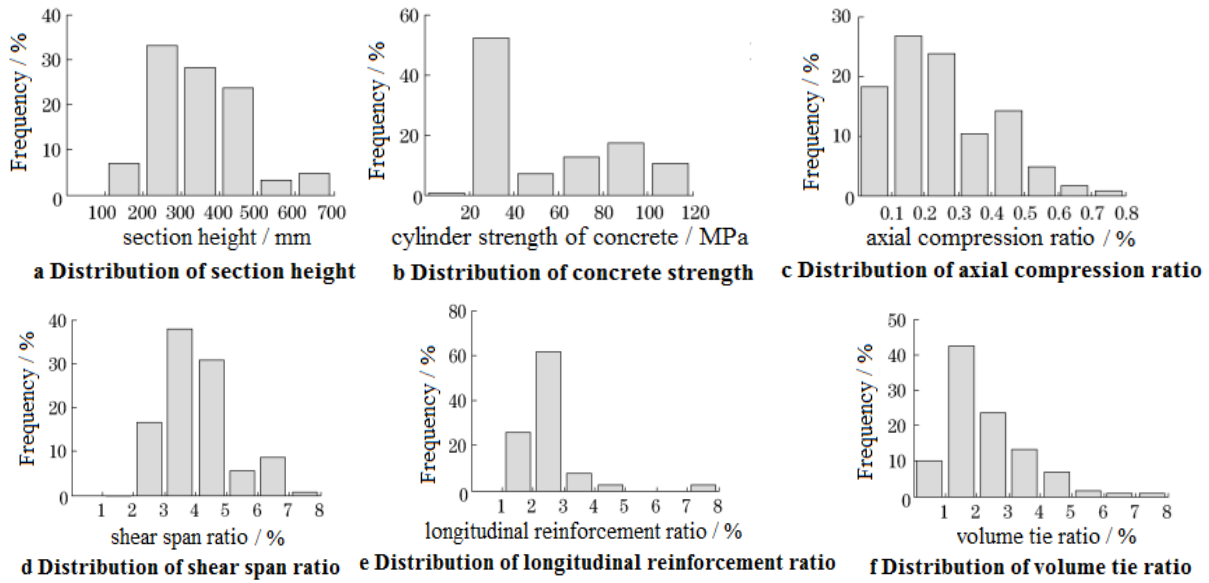 40
30
20
10
0
Frequency / %
100 200 300 400 500 600 700
section height / mm
a Distribution of section height
60
40
20
0
Frequency / %
20 40 60 80 100 120
cylinder strength of concrete / MPa
b Distribution of concrete strength
30
20
10
0
Frequency / %
0.1 0.2 0.3 0.4 0.5 0.6 0.7 0.8
axial compression ratio / %
c Distribution of axial compression ratio
40
30
20
10
0
Frequency / %
1 2 3 4 5 6 7 8
shear span ratio / %
d Distribution of shear span ratio
80
60
40
20
0
Frequency / %
1 2 3 4 5 6 7 8
longitudinal reinforcement ratio / %
e Distribution of longitudinal reinforcement ratio
50
40
30
20
10
0
Frequency / %
1 2 3 4 5 6 7 8
volume tie ratio / %
f Distribution of volume tie ratio